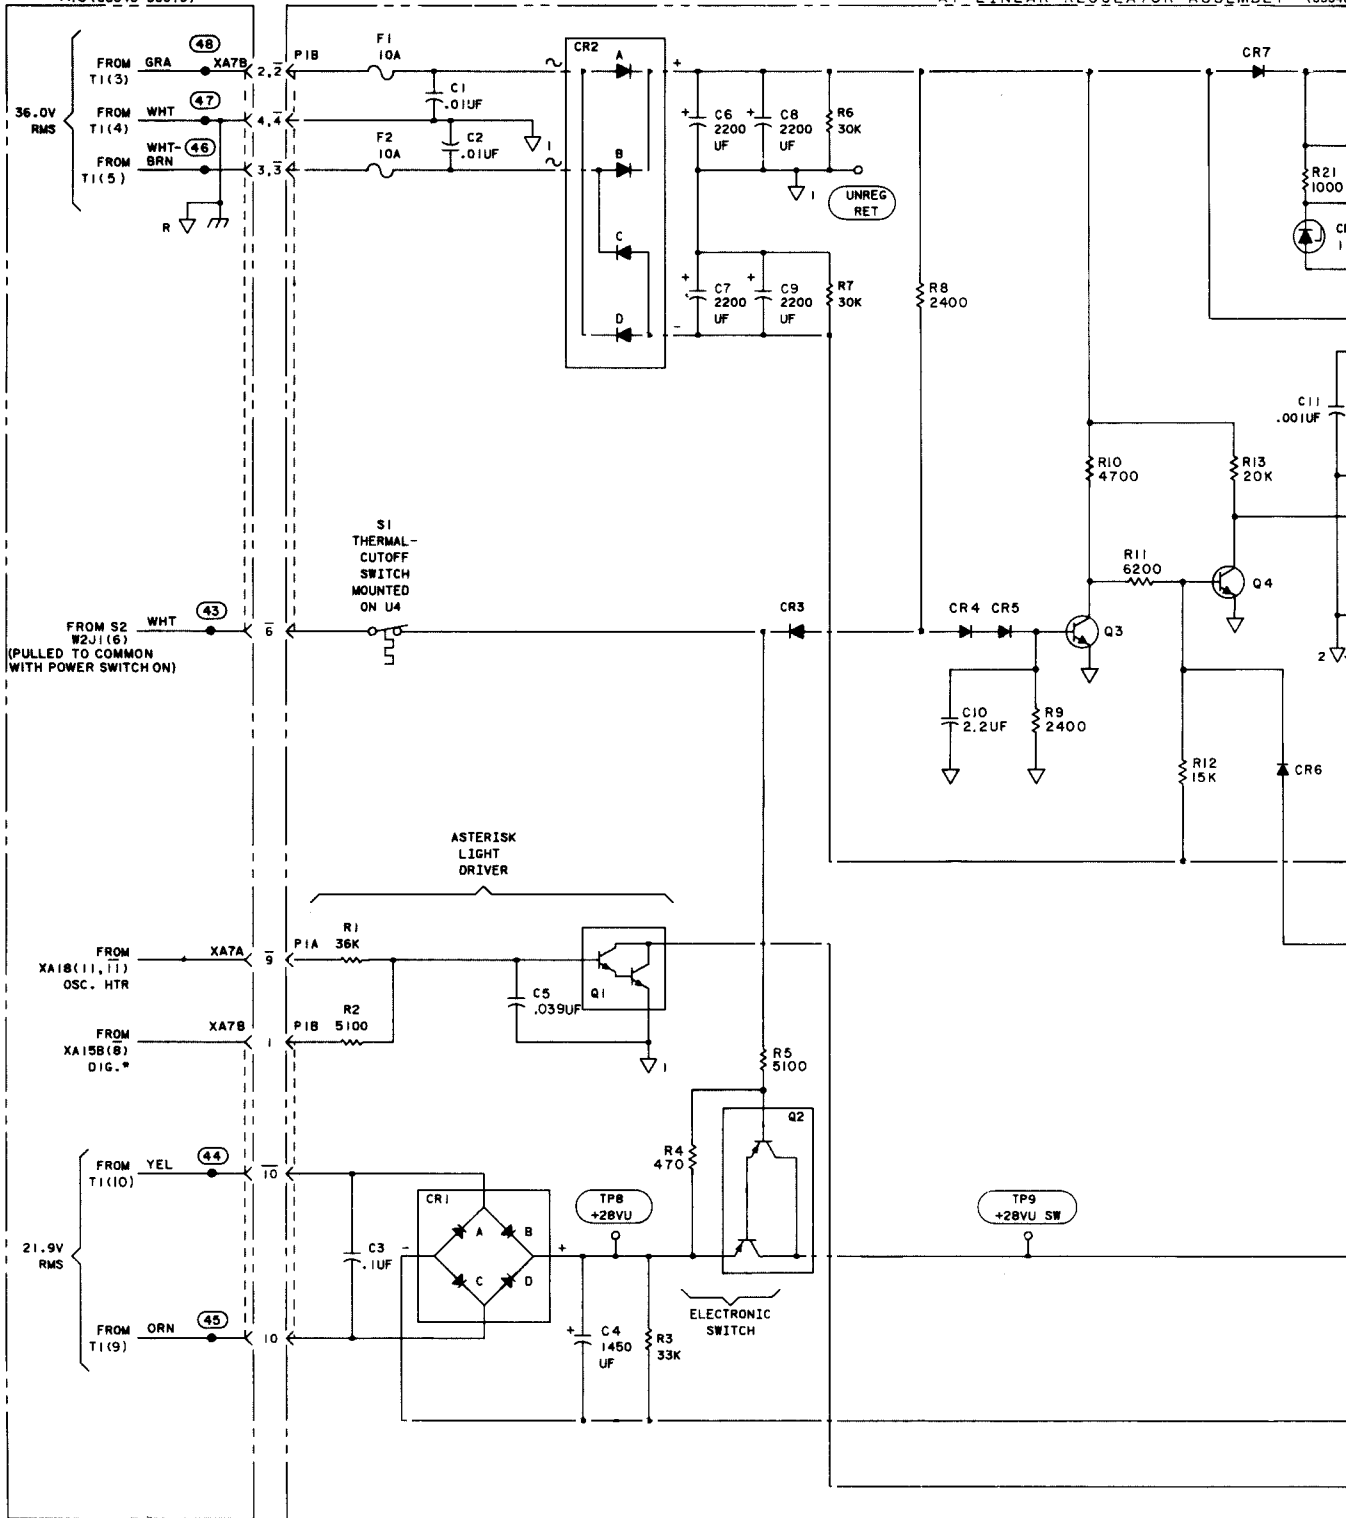 A7 LINEAR REGULATOR ASSEMBLY
36.0V
RMS
FROM
T1(3)
GRA
48
XA7B
2,2̅
P1B
F1
10A
FROM
T1(4)
WHT
47
4,4̅
FROM
T1(5)
WHT-
BRN
46
3,3̅
R
C1
.01UF
F2
10A
C2
.01UF
1
CR2
A
B
C
D
+
-
+
C6
2200
UF
+
C8
2200
UF
R6
30K
1
UNREG
RET
+
C7
2200
UF
+
C9
2200
UF
R7
30K
R8
2400
CR7
R21
1000
C11
.001UF
R10
4700
R13
20K
R11
6200
Q4
2
S1
THERMAL-
CUTOFF
SWITCH
MOUNTED
ON U4
FROM S2
W2J1(6)
(PULLED TO COMMON
WITH POWER SWITCH ON)
WHT
43
6̅
CR3
CR4 CR5
Q3
C10
2.2UF
R9
2400
R12
15K
CR6
ASTERISK
LIGHT
DRIVER
FROM
XA18(11,1̅1̅)
OSC. HTR
XA7A
9̅
P1A
R1
36K
FROM
XA15B(8̅)
DIG.*
XA7B
1
P1B
R2
5100
C5
.039UF
Q1
1
R5
5100
R4
470
Q2
21.9V
RMS
FROM
T1(10)
YEL
44
1̅0̅
FROM
T1(9)
ORN
45
10
C3
.1UF
CR1
A
B
C
D
-
+
TP8
+28VU
+
C4
1450
UF
R3
33K
ELECTRONIC
SWITCH
TP9
+28VU SW